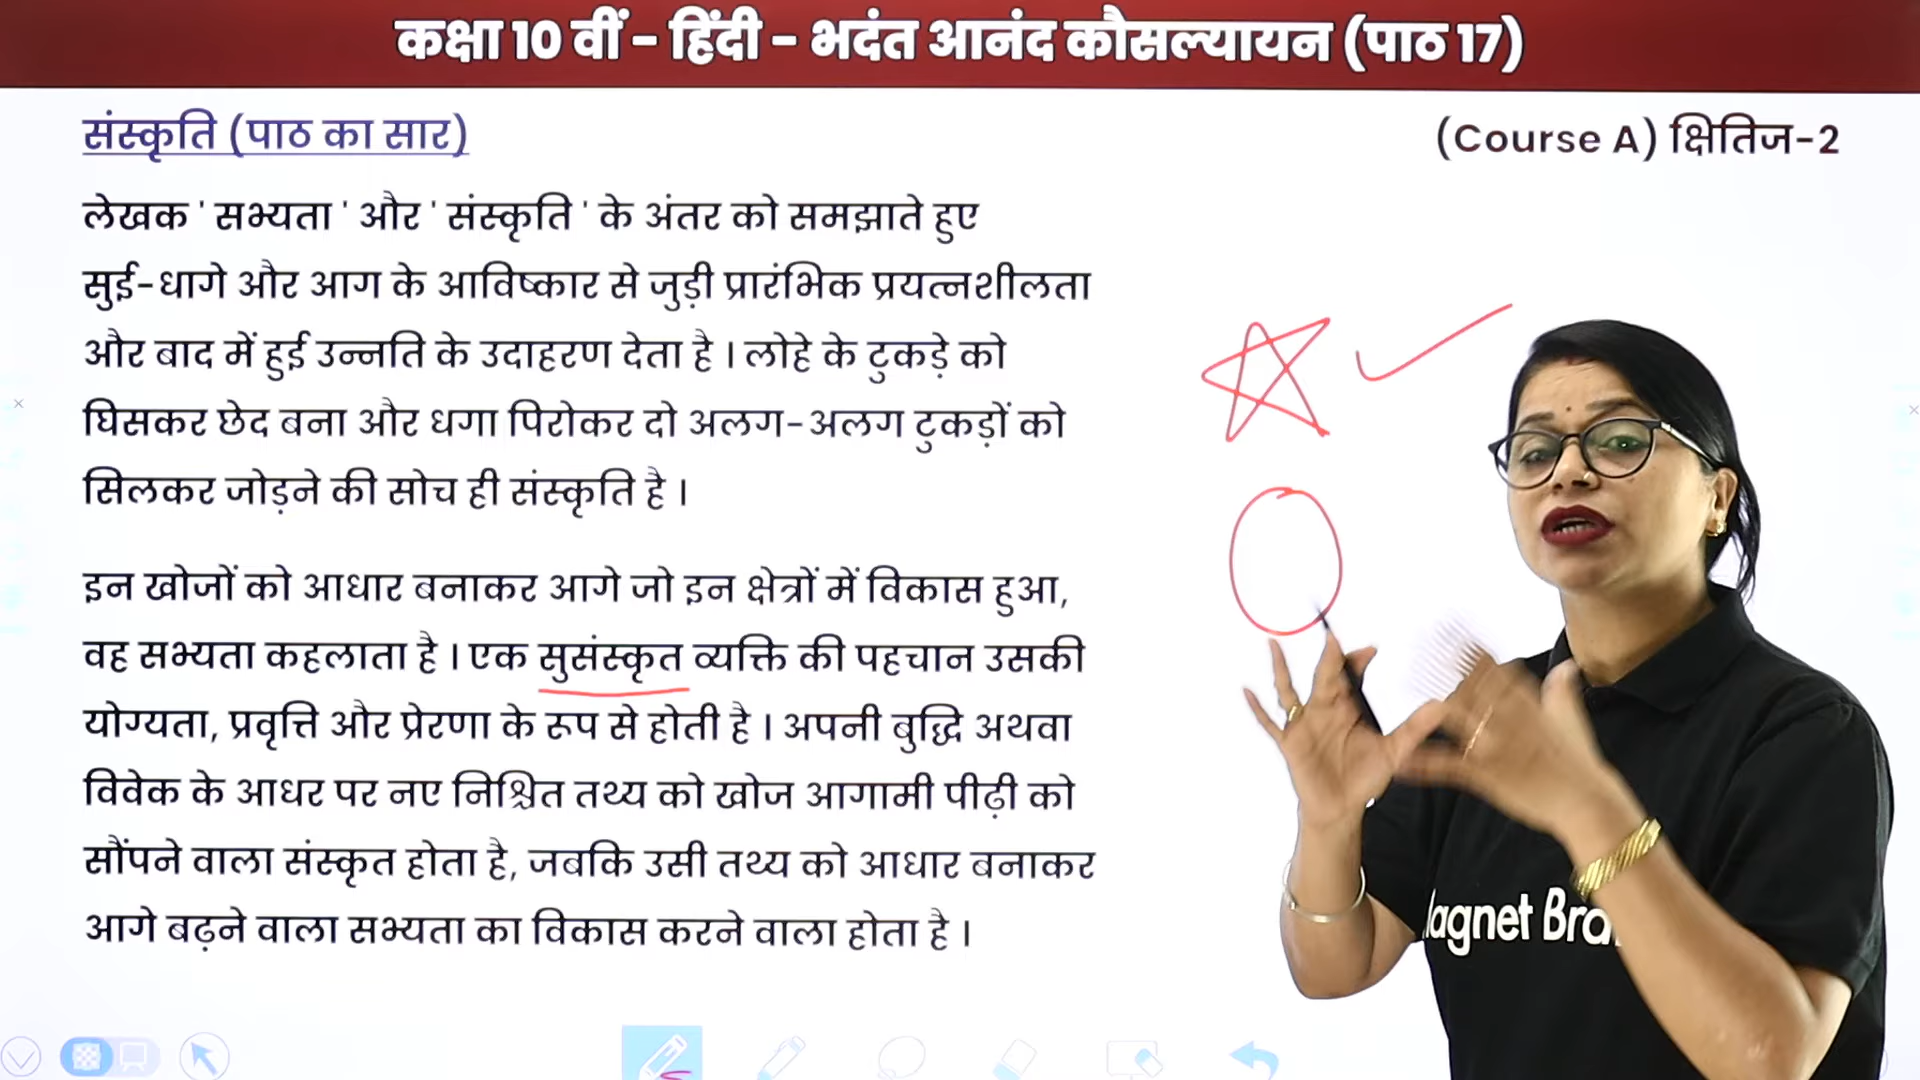 कक्षा 10 वीं - हिंदी - भदंत आनंद कौसल्यायन (पाठ 17)
संस्कृति (पाठ का सार)
(Course A) क्षितिज-2
लेखक ' सभ्यता ' और ' संस्कृति ' के अंतर को समझाते हुए
सुई-धागे और आग के आविष्कार से जुड़ी प्रारंभिक प्रयत्नशीलता
और बाद में हुई उन्नति के उदाहरण देता है । लोहे के टुकड़े को
घिसकर छेद बना और धगा पिरोकर दो अलग-अलग टुकड़ों को
सिलकर जोड़ने की सोच ही संस्कृति है ।
इन खोजों को आधार बनाकर आगे जो इन क्षेत्रों में विकास हुआ,
वह सभ्यता कहलाता है । एक सुसंस्कृत व्यक्ति की पहचान उसकी
योग्यता, प्रवृत्ति और प्रेरणा के रूप से होती है । अपनी बुद्धि अथवा
विवेक के आधर पर नए निश्चित तथ्य को खोज आगामी पीढ़ी को
सौंपने वाला संस्कृत होता है, जबकि उसी तथ्य को आधार बनाकर
आगे बढ़ने वाला सभ्यता का विकास करने वाला होता है ।
agnet Bra